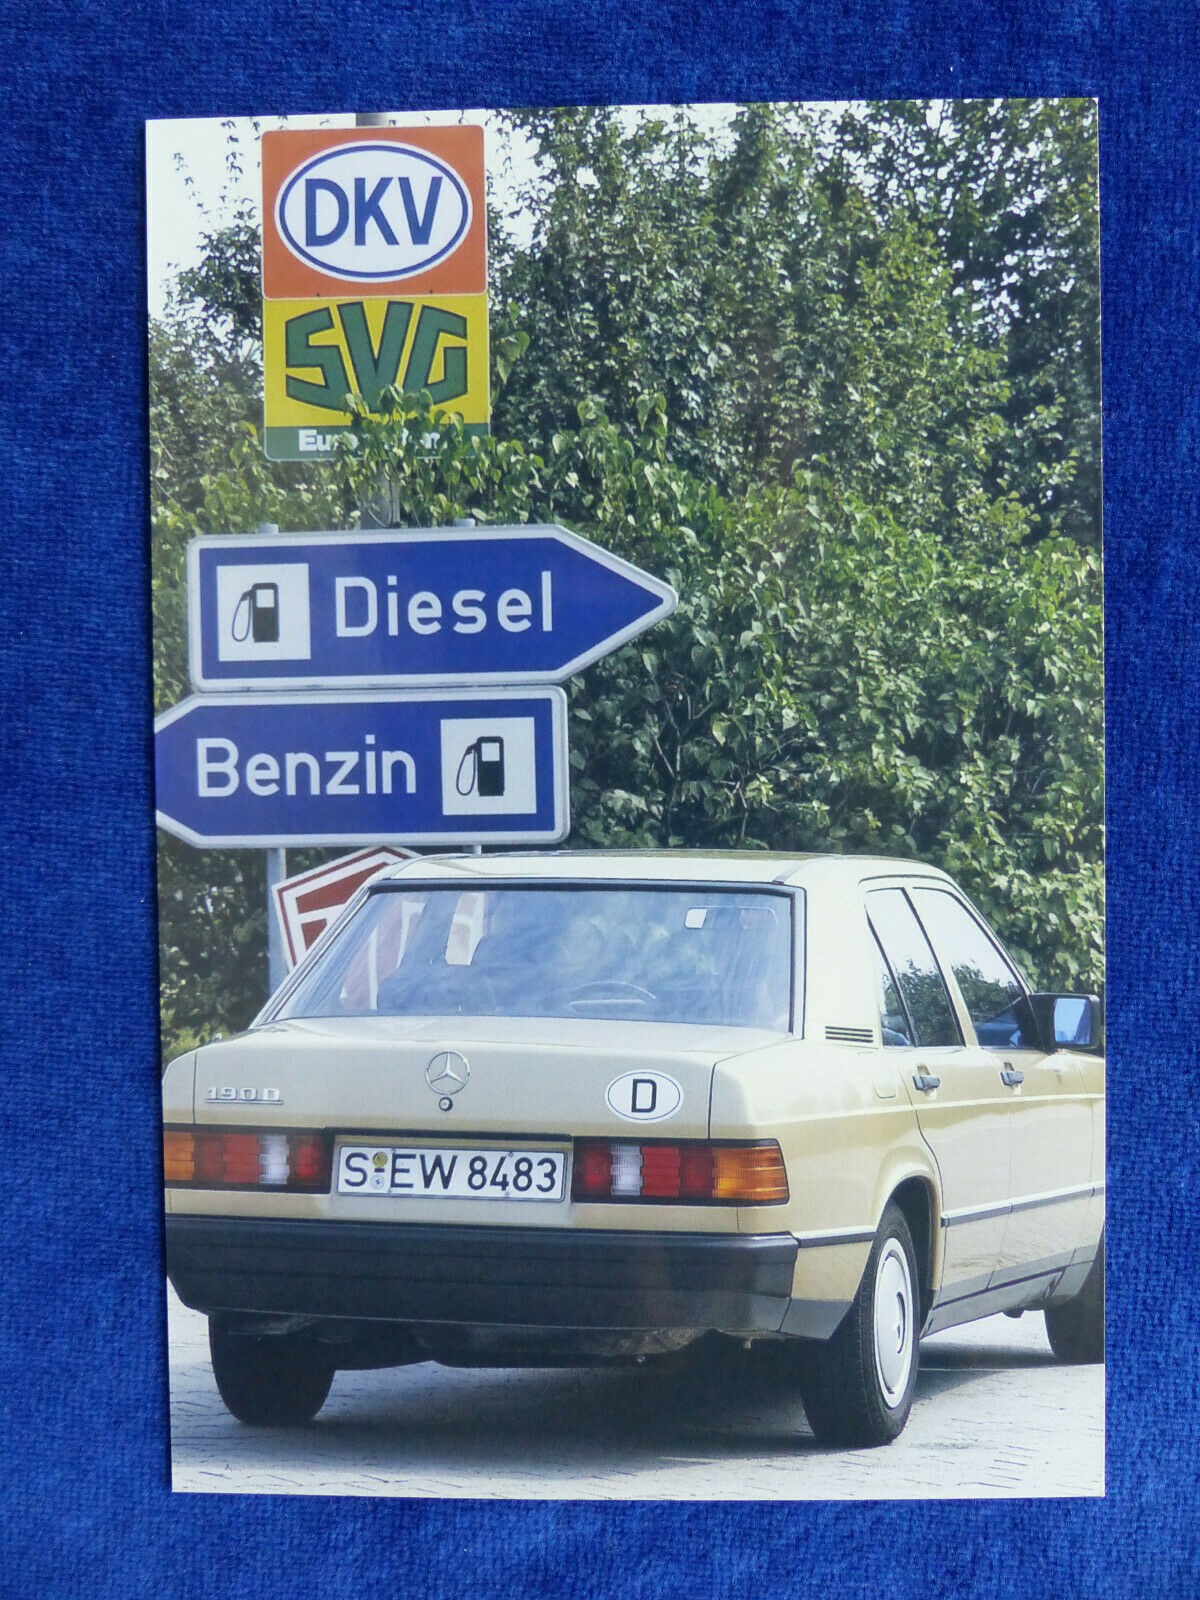 DKV
SVG
Diesel
Benzin
190 D
D
S EW 8483